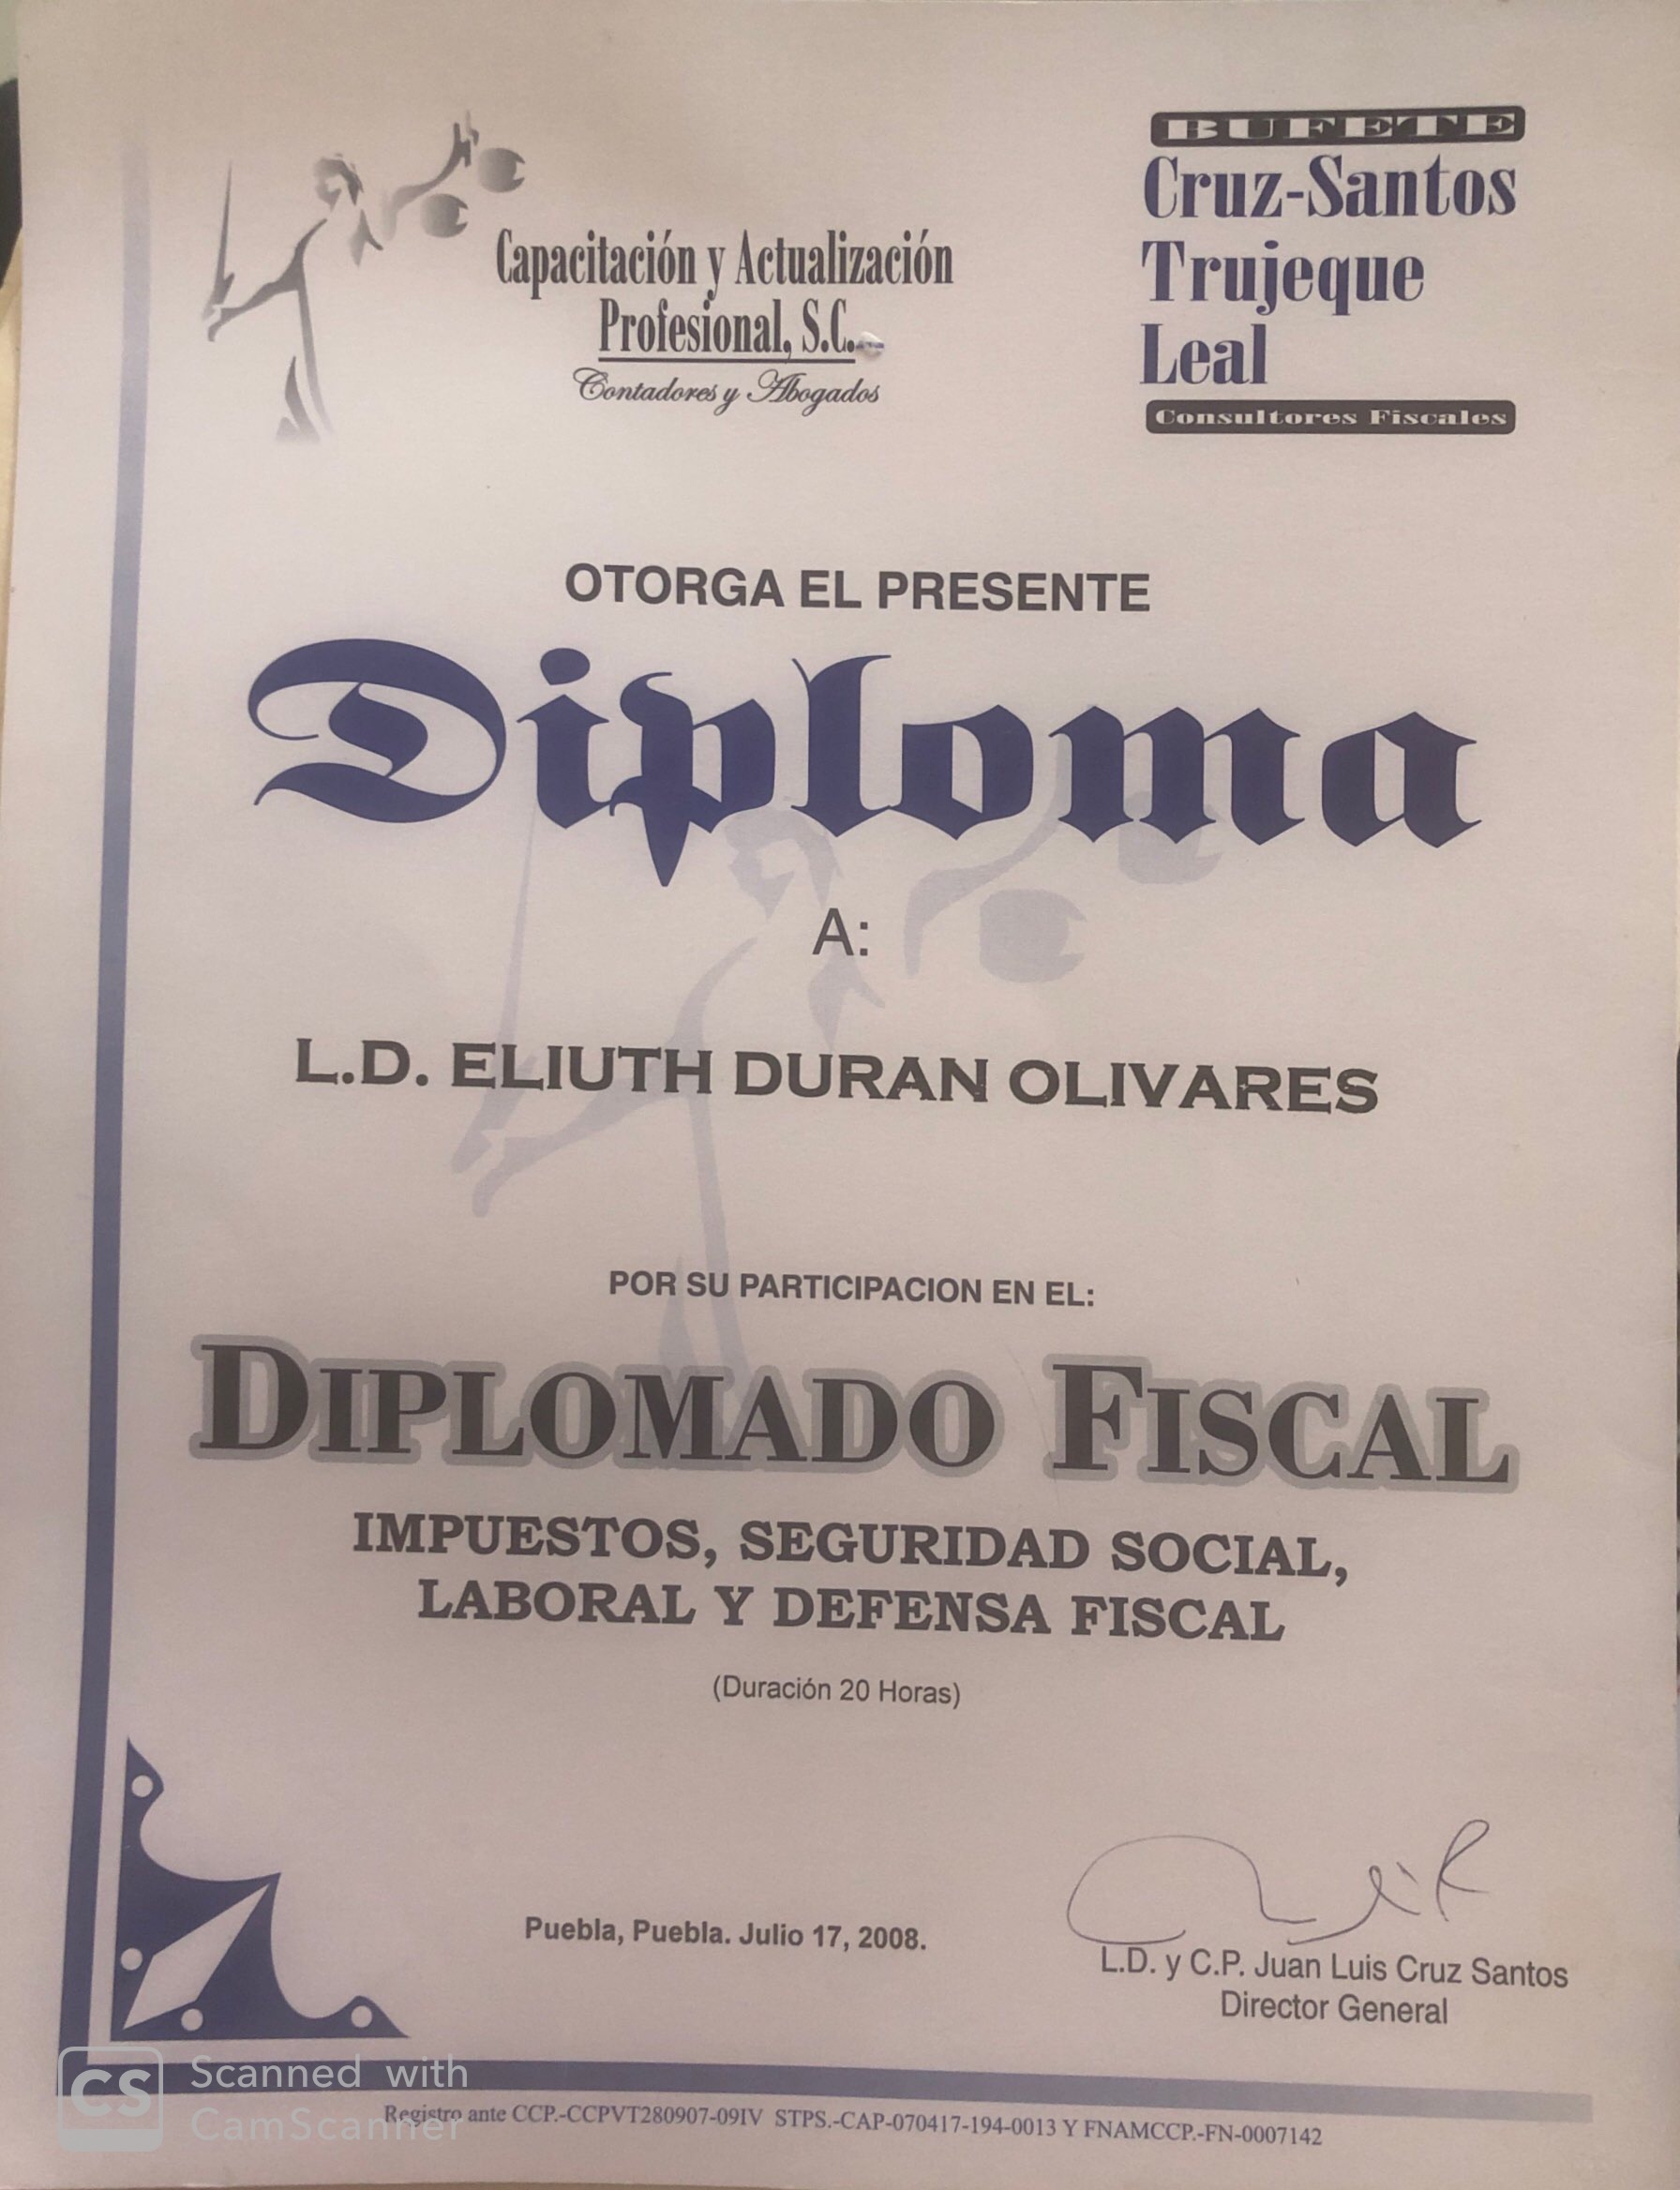 Capacitación y Actualización
Profesional, S.C.
Contadores y Abogados
BUFETE
Cruz-Santos
Trujeque
Leal
Consultores Fiscales
OTORGA EL PRESENTE
Diploma
A:
L.D. ELIUTH DURAN OLIVARES
POR SU PARTICIPACION EN EL:
DIPLOMADO FISCAL
IMPUESTOS, SEGURIDAD SOCIAL,
LABORAL Y DEFENSA FISCAL
(Duración 20 Horas)
Puebla, Puebla. Julio 17, 2008.
L.D. y C.P. Juan Luis Cruz Santos
Director General
CS Scanned with
CamScanner
Registro ante CCP.-CCPVT280907-09IV STPS.-CAP-070417-194-0013 Y FNAMCCP.-FN-0007142